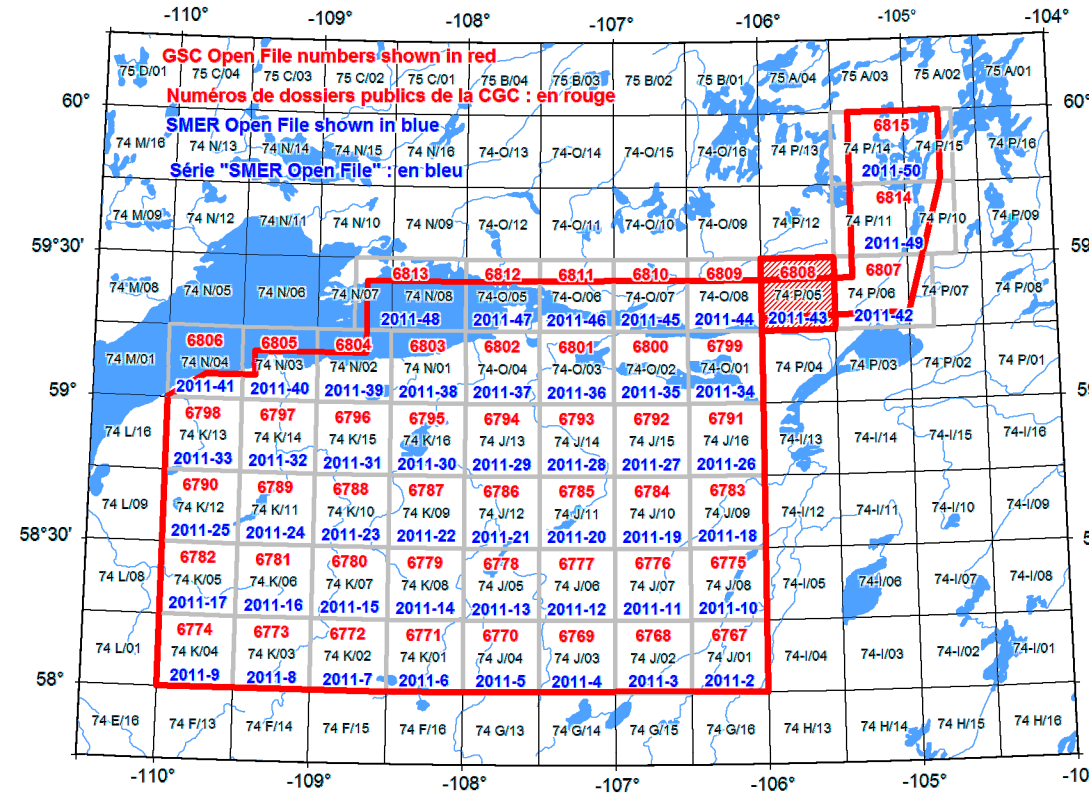 -110° -109° -108° -107° -106° -105° -104°
GSC Open File numbers shown in red
75 D/01 75 C/04 75 C/03 75 C/02 75 C/01 75 B/04 75 B/03 75 B/02 75 B/01 75 A/04 75 A/03 75 A/02 75 A/01
Numéros de dossiers publics de la CGC : en rouge
60° 60°
SMER Open File shown in blue
6815
74 M/16 74 N/13 74 N/14 74 N/15 74 N/16 74-O/13 74-O/14 74-O/15 74-O/16 74 P/13 74 P/14 74 P/15 74 P/16
Série "SMER Open File" : en bleu
2011-50
6814
74 M/09 74 N/12 74 N/11 74 N/10 74 N/09 74-O/12 74-O/11 74-O/10 74-O/09 74 P/12 74 P/11 74 P/10 74 P/09
2011-49
59°30' 59
6813 6812 6811 6810 6809 6808 6807
74 M/08 74 N/05 74 N/06 74 N/07 74 N/08 74-O/05 74-O/06 74-O/07 74-O/08 74 P/05 74 P/06 74 P/07 74 P/08
2011-48 2011-47 2011-46 2011-45 2011-44 2011-43 2011-42
6806 6805 6804 6803 6802 6801 6800 6799
74 M/01 74 N/04 74 N/03 74 N/02 74 N/01 74-O/04 74-O/03 74-O/02 74-O/01 74 P/04 74 P/03 74 P/02 74 P/01
2011-41 2011-40 2011-39 2011-38 2011-37 2011-36 2011-35 2011-34
59° 59
6798 6797 6796 6795 6794 6793 6792 6791
74 L/16 74 K/13 74 K/14 74 K/15 74 K/16 74 J/13 74 J/14 74 J/15 74 J/16 74-I/13 74-I/14 74-I/15 74-I/16
2011-33 2011-32 2011-31 2011-30 2011-29 2011-28 2011-27 2011-26
6790 6789 6788 6787 6786 6785 6784 6783
74 L/09 74 K/12 74 K/11 74 K/10 74 K/09 74 J/12 74 J/11 74 J/10 74 J/09 74-I/12 74-I/11 74-I/10 74-I/09
2011-25 2011-24 2011-23 2011-22 2011-21 2011-20 2011-19 2011-18
58°30' 5
6782 6781 6780 6779 6778 6777 6776 6775
74 L/08 74 K/05 74 K/06 74 K/07 74 K/08 74 J/05 74 J/06 74 J/07 74 J/08 74-I/05 74-I/06 74-I/07 74-I/08
2011-17 2011-16 2011-15 2011-14 2011-13 2011-12 2011-11 2011-10
6774 6773 6772 6771 6770 6769 6768 6767
74 L/01 74 K/04 74 K/03 74 K/02 74 K/01 74 J/04 74 J/03 74 J/02 74 J/01 74-I/04 74-I/03 74-I/02 74-I/01
2011-9 2011-8 2011-7 2011-6 2011-5 2011-4 2011-3 2011-2
58°
74 E/16 74 F/13 74 F/14 74 F/15 74 F/16 74 G/13 74 G/14 74 G/15 74 G/16 74 H/13 74 H/14 74 H/15 74 H/16
-110° -109° -108° -107° -106° -105° -10